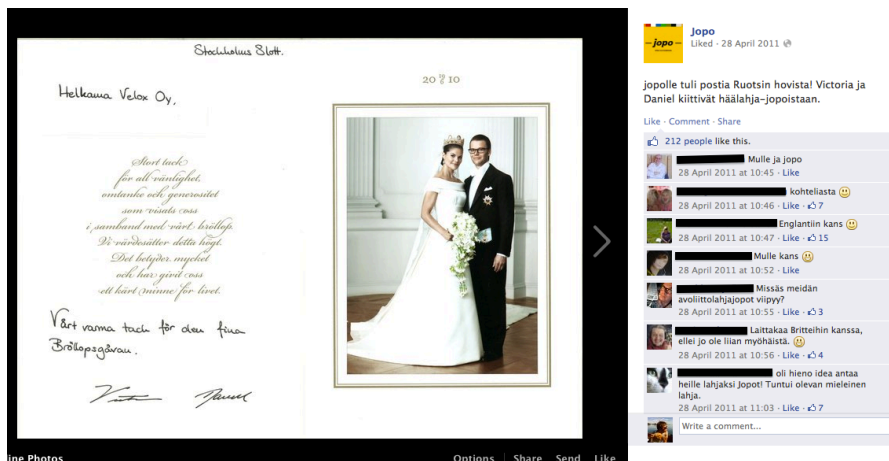 Stockholms Slott.
Helkama Velox Oy,
Stort tack
för all vänlighet,
omtanke och generositet
som visats oss
i samband med vårt bröllop.
Vi värdesätter detta högt.
Det betyder mycket
och har givit oss
ett kärt minne för livet.
Vårt varma tack för den fina
Bröllopsgåvan.
20 10
ine Photos
Options Share Send Like
jopo
Jopo
Liked · 28 April 2011
jopolle tuli postia Ruotsin hovista! Victoria ja
Daniel kiittivät häälahja-jopoistaan.
Like · Comment · Share
212 people like this.
Mulle ja jopo
28 April 2011 at 10:45 · Like
kohteliasta
28 April 2011 at 10:46 · Like · 7
Englantiin kans
28 April 2011 at 10:47 · Like · 15
Mulle kans
28 April 2011 at 10:52 · Like
Missäs meidän
avoliittolahjajopot viipyy?
28 April 2011 at 10:55 · Like · 3
Laittakaa Britteihin kanssa,
ellei jo ole liian myöhäistä.
28 April 2011 at 10:56 · Like · 4
oli hieno idea antaa
heille lahjaksi Jopot! Tuntui olevan mieleinen
lahja.
28 April 2011 at 11:03 · Like · 7
Write a comment...